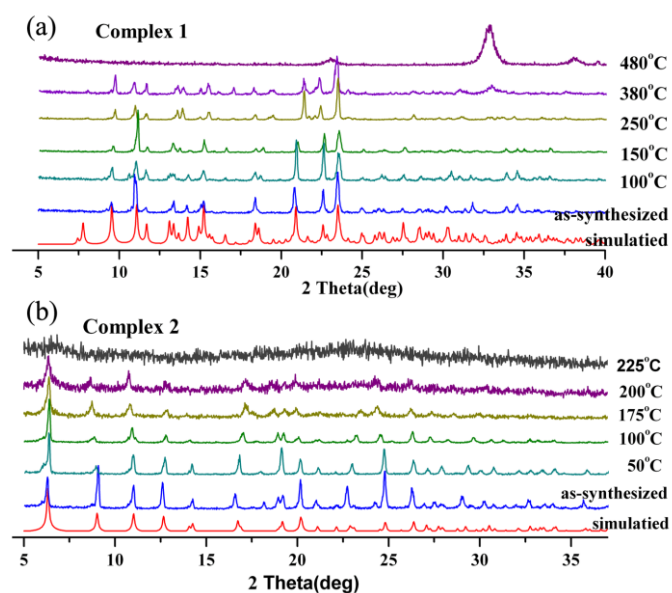 (a)
Complex 1
480°C
380°C
250°C
150°C
100°C
as-synthesized
simulatied
5 10 15 20 25 30 35 40
2 Theta(deg)
(b)
Complex 2
225°C
200°C
175°C
100°C
50°C
as-synthesized
simulatied
5 10 15 20 25 30 35
2 Theta(deg)